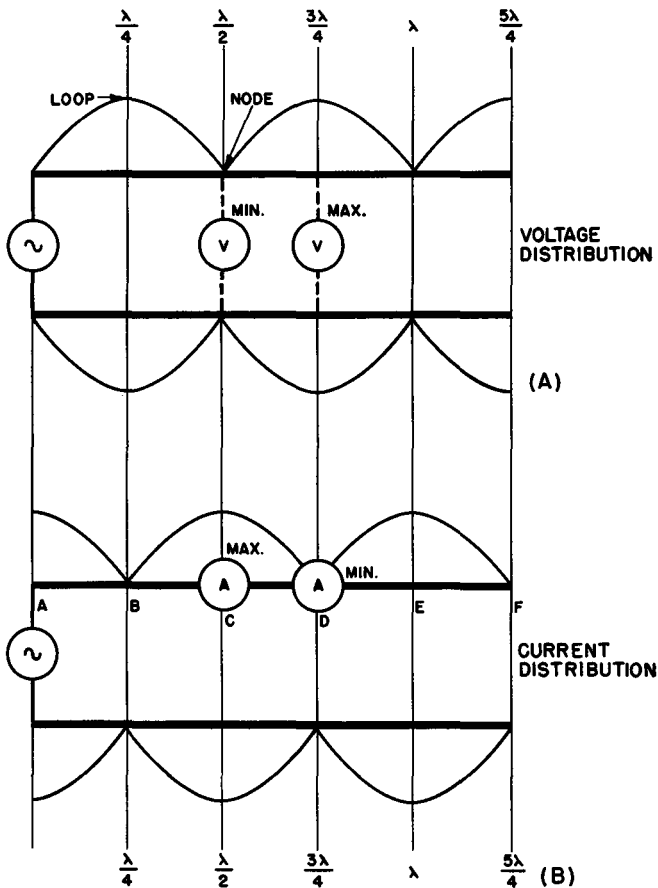 λ/4 λ/2 3λ/4 λ 5λ/4
LOOP NODE
MIN. MAX.
∼ V V
VOLTAGE
DISTRIBUTION
(A)
MAX.
A A MIN.
A B C D E F
∼
CURRENT
DISTRIBUTION
λ/4 λ/2 3λ/4 λ 5λ/4 (B)